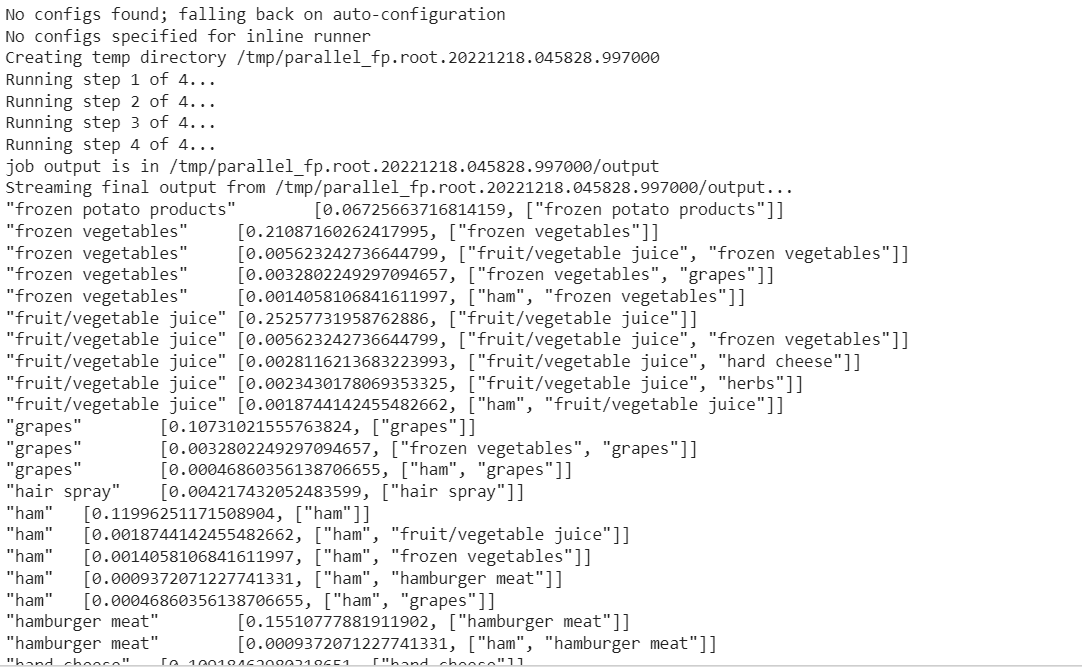 No configs found; falling back on auto-configuration
No configs specified for inline runner
Creating temp directory /tmp/parallel_fp.root.20221218.045828.997000
Running step 1 of 4...
Running step 2 of 4...
Running step 3 of 4...
Running step 4 of 4...
job output is in /tmp/parallel_fp.root.20221218.045828.997000/output
Streaming final output from /tmp/parallel_fp.root.20221218.045828.997000/output...
"frozen potato products"	[0.06725663716814159, ["frozen potato products"]]
"frozen vegetables"	[0.21087160262417995, ["frozen vegetables"]]
"frozen vegetables"	[0.005623242736644799, ["fruit/vegetable juice", "frozen vegetables"]]
"frozen vegetables"	[0.0032802249297094657, ["frozen vegetables", "grapes"]]
"frozen vegetables"	[0.0014058106841611997, ["ham", "frozen vegetables"]]
"fruit/vegetable juice"	[0.25257731958762886, ["fruit/vegetable juice"]]
"fruit/vegetable juice"	[0.005623242736644799, ["fruit/vegetable juice", "frozen vegetables"]]
"fruit/vegetable juice"	[0.0028116213683223993, ["fruit/vegetable juice", "hard cheese"]]
"fruit/vegetable juice"	[0.0023430178069353325, ["fruit/vegetable juice", "herbs"]]
"fruit/vegetable juice"	[0.0018744142455482662, ["ham", "fruit/vegetable juice"]]
"grapes"	[0.10731021555763824, ["grapes"]]
"grapes"	[0.0032802249297094657, ["frozen vegetables", "grapes"]]
"grapes"	[0.00046860356138706655, ["ham", "grapes"]]
"hair spray"	[0.004217432052483599, ["hair spray"]]
"ham"	[0.11996251171508904, ["ham"]]
"ham"	[0.0018744142455482662, ["ham", "fruit/vegetable juice"]]
"ham"	[0.0014058106841611997, ["ham", "frozen vegetables"]]
"ham"	[0.0009372071227741331, ["ham", "hamburger meat"]]
"ham"	[0.00046860356138706655, ["ham", "grapes"]]
"hamburger meat"	[0.15510777881911902, ["hamburger meat"]]
"hamburger meat"	[0.0009372071227741331, ["ham", "hamburger meat"]]
"hard cheese"	[0.10918462980318651, ["hard cheese"]]